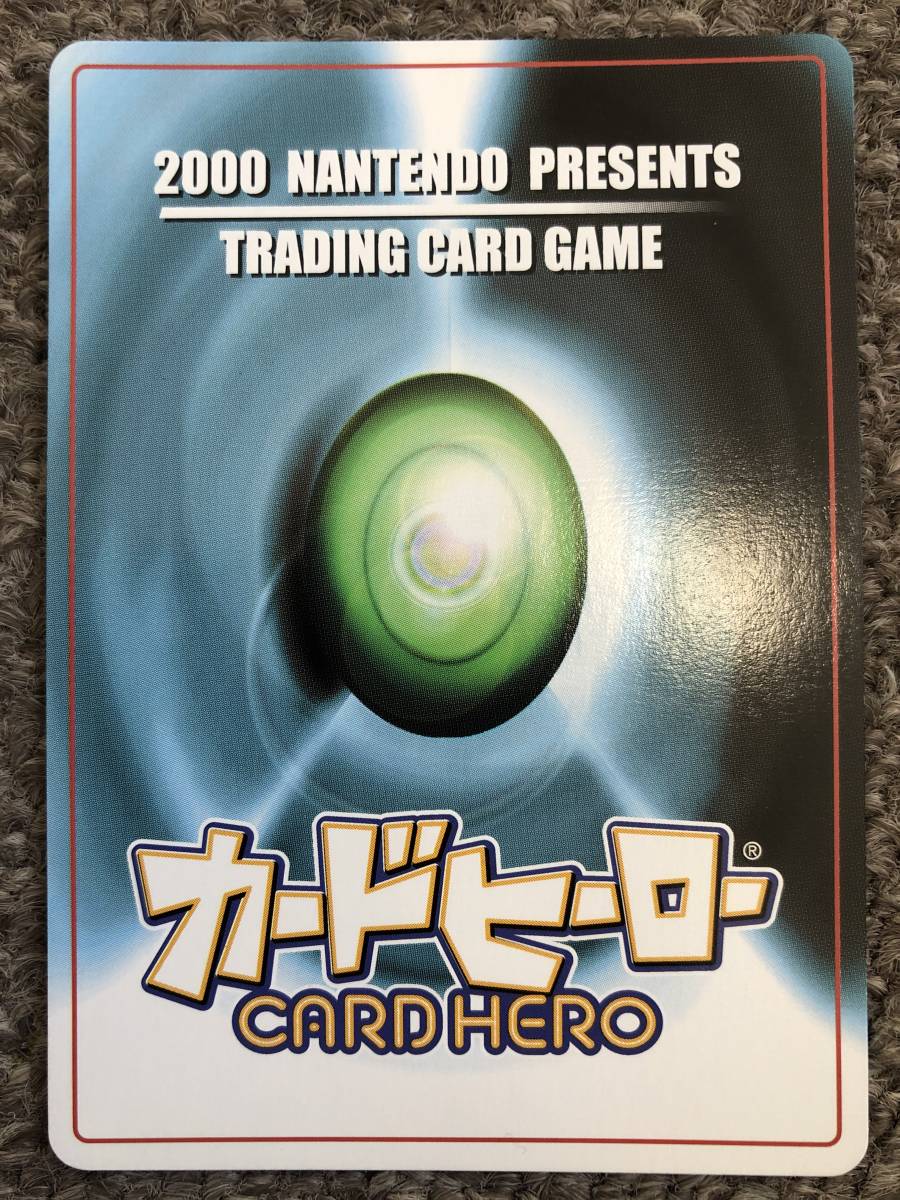 2000 NANTENDO PRESENTS
TRADING CARD GAME
カードヒーロー®
CARD HERO